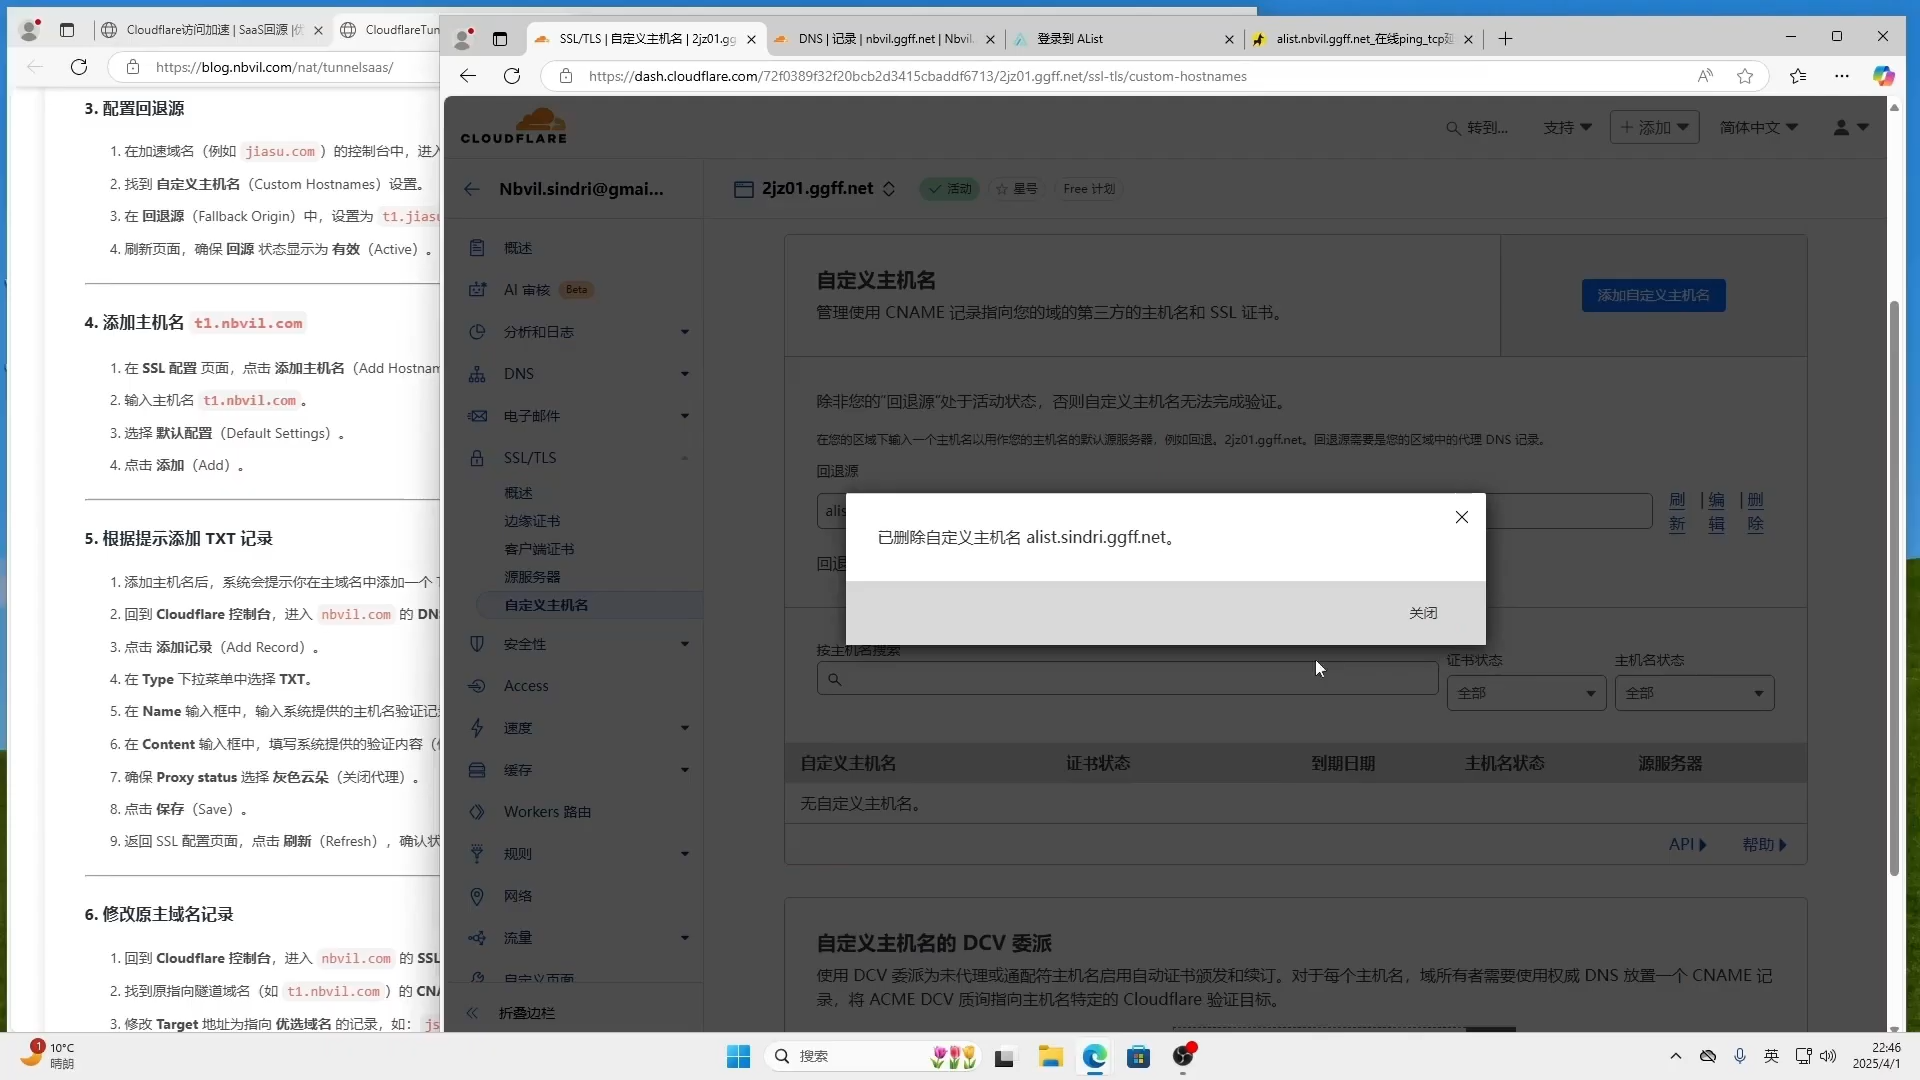 Cloudflare访问加速 | SaaS回源 |
CloudflareTun
https://blog.nbvil.com/nat/tunnelsaas/
3. 配置回退源
1. 在加速域名（例如 jiasu.com ）的控制台中，进
2. 找到 自定义主机名（Custom Hostnames）设置。
3. 在 回退源（Fallback Origin）中，设置为 t1.jiasu
4. 刷新页面，确保 回源 状态显示为 有效（Active）。
4. 添加主机名 t1.nbvil.com
1. 在 SSL 配置 页面，点击 添加主机名（Add Hostnam
2. 输入主机名 t1.nbvil.com 。
3. 选择 默认配置（Default Settings）。
4. 点击 添加（Add）。
5. 根据提示添加 TXT 记录
1. 添加主机名后，系统会提示你在主域名中添加一个
2. 回到 Cloudflare 控制台，进入 nbvil.com 的 DN
3. 点击 添加记录（Add Record）。
4. 在 Type 下拉菜单中选择 TXT。
5. 在 Name 输入框中，输入系统提供的主机名验证记
6. 在 Content 输入框中，填写系统提供的验证内容（
7. 确保 Proxy status 选择 灰色云朵（关闭代理）。
8. 点击 保存（Save）。
9. 返回 SSL 配置页面，点击 刷新（Refresh），确认状
6. 修改原主域名记录
1. 回到 Cloudflare 控制台，进入 nbvil.com 的 SSL
2. 找到原指向隧道域名（如 t1.nbvil.com ）的 CNA
3. 修改 Target 地址为指向 优选域名 的记录，如： js
SSL/TLS | 自定义主机名 | 2jz01.gg
DNS | 记录 | nbvil.ggff.net | Nbvil.
登录到 AList
alist.nbvil.ggff.net_在线ping_tcp延
https://dash.cloudflare.com/72f0389f32f20bcb2d3415cbaddf6713/2jz01.ggff.net/ssl-tls/custom-hostnames
CLOUDFLARE
转到...
支持
添加
简体中文
Nbvil.sindri@gmai...
2jz01.ggff.net
活动
星号
Free 计划
概述
AI 审核 Beta
分析和日志
DNS
电子邮件
SSL/TLS
概述
边缘证书
客户端证书
源服务器
自定义主机名
安全性
Access
速度
缓存
Workers 路由
规则
网络
流量
自定义页面
折叠边栏
自定义主机名
管理使用 CNAME 记录指向您的域的第三方的主机名和 SSL 证书。
添加自定义主机名
除非您的“回退源”处于活动状态，否则自定义主机名无法完成验证。
在您的区域下输入一个主机名以用作您的主机名的默认源服务器，例如回退。2jz01.ggff.net。回退源需要是您的区域中的代理 DNS 记录。
回退源
alis
刷新 | 编辑 | 删除
回退
已删除自定义主机名 alist.sindri.ggff.net。
关闭
按主机名搜索
证书状态
主机名状态
全部
全部
自定义主机名 证书状态 到期日期 主机名状态 源服务器
无自定义主机名。
API
帮助
自定义主机名的 DCV 委派
使用 DCV 委派为未代理或通配符主机名启用自动证书颁发和续订。对于每个主机名，域所有者需要使用权威 DNS 放置一个 CNAME 记
录，将 ACME DCV 质询指向主机名特定的 Cloudflare 验证目标。
1
10°C
晴朗
搜索
英
22:46
2025/4/1